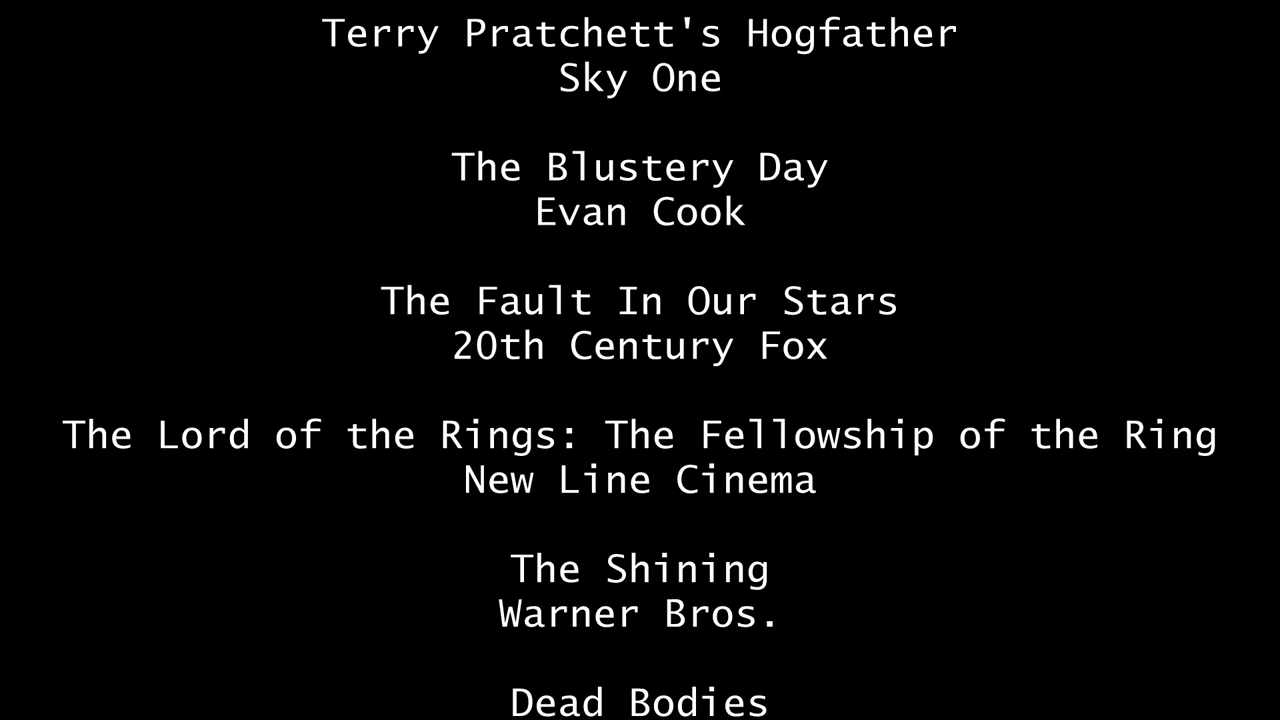 Terry Pratchett's Hogfather
Sky One
The Blustery Day
Evan Cook
The Fault In Our Stars
20th Century Fox
The Lord of the Rings: The Fellowship of the Ring
New Line Cinema
The Shining
Warner Bros.
Dead Bodies